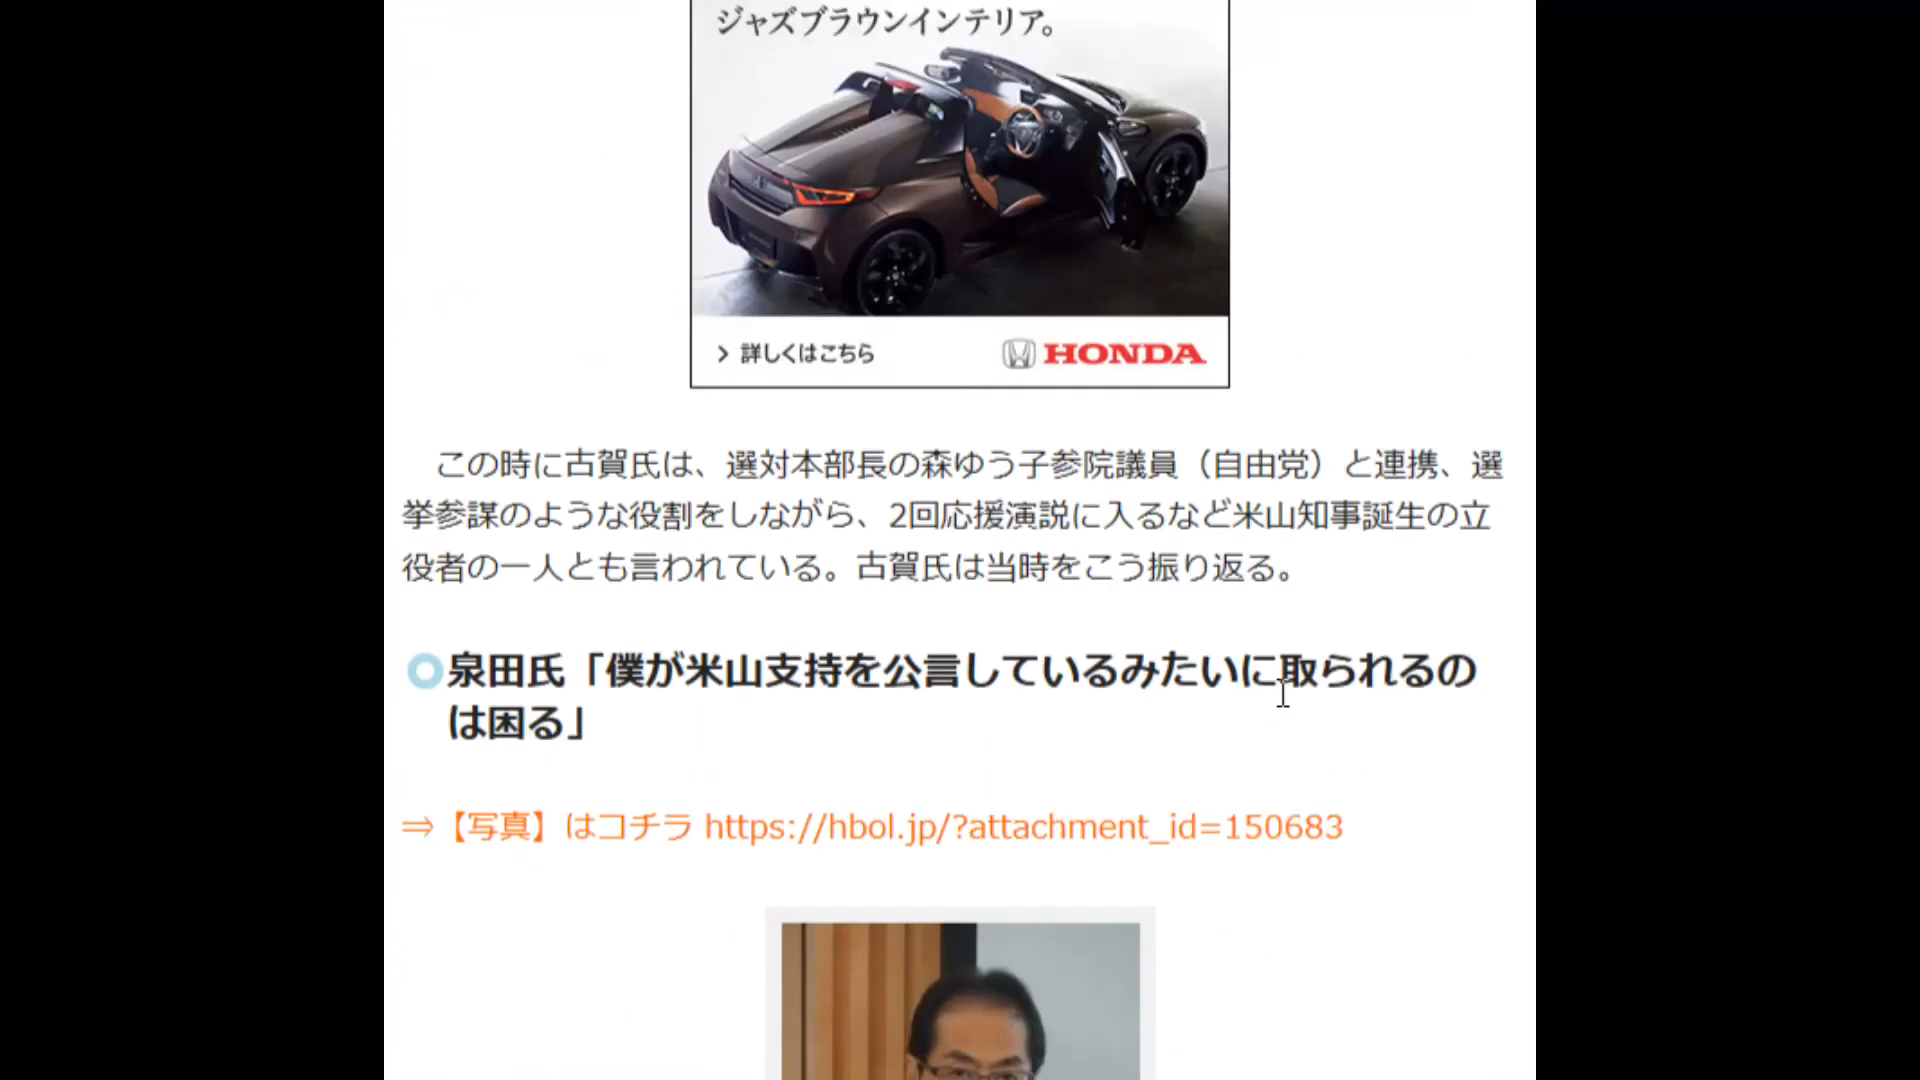 ジャズブラウンインテリア。
詳しくはこちら
HONDA
この時に古賀氏は、選対本部長の森ゆう子参院議員（自由党）と連携、選
挙参謀のような役割をしながら、2回応援演説に入るなど米山知事誕生の立
役者の一人とも言われている。古賀氏は当時をこう振り返る。
泉田氏「僕が米山支持を公言しているみたいに取られるの
は困る」
⇒【写真】はコチラ https://hbol.jp/?attachment_id=150683